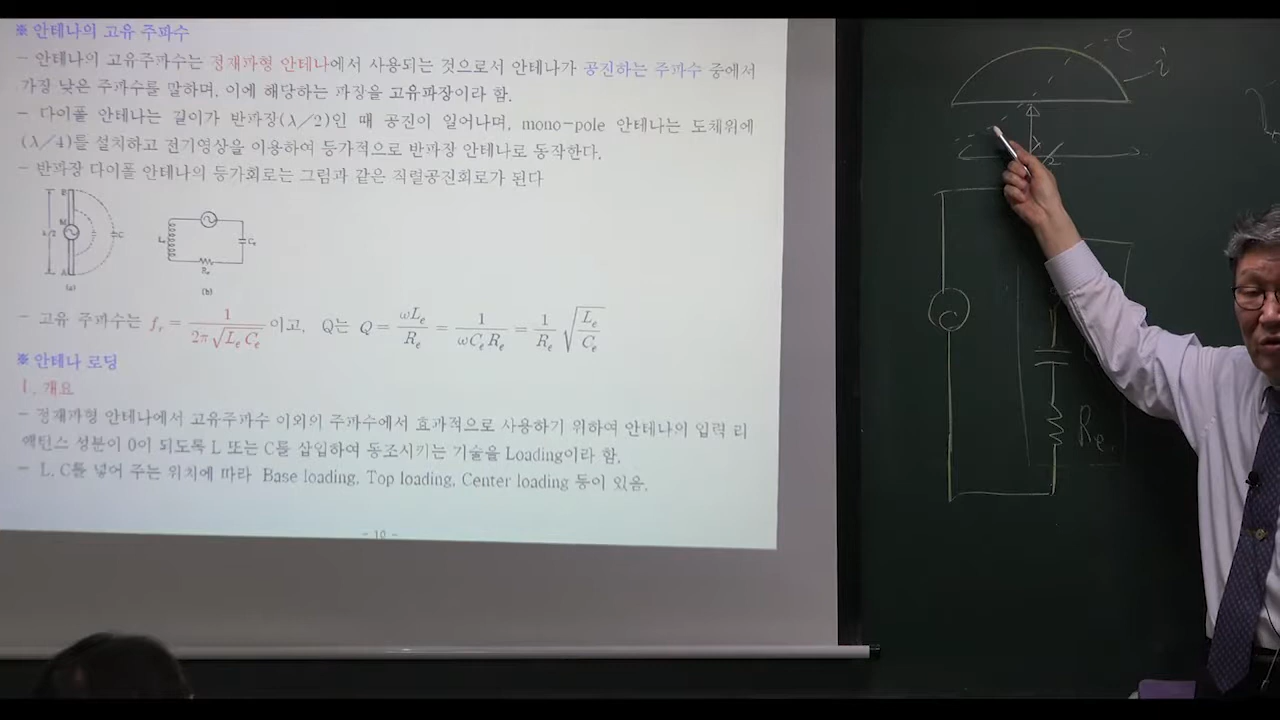 ※ 안테나의 고유 주파수
- 안테나의 고유주파수는 정재파형 안테나에서 사용되는 것으로서 안테나가 공진하는 주파수 중에서
가장 낮은 주파수를 말하며, 이에 해당하는 파장을 고유파장이라 함.
- 다이폴 안테나는 길이가 반파장(λ/2)인 때 공진이 일어나며, mono-pole 안테나는 도체위에
(λ/4)를 설치하고 전기영상을 이용하여 등가적으로 반파장 안테나로 동작한다.
- 반파장 다이폴 안테나의 등가회로는 그림과 같은 직렬공진회로가 된다
(a)
(b)
- 고유 주파수는 f_r = 1 / 2π√(L_e C_e) 이고, Q는 Q = ωL_e / R_e = 1 / ωC_e R_e = 1 / R_e √(L_e / C_e)
※ 안테나 로딩
1. 개요
- 정재파형 안테나에서 고유주파수 이외의 주파수에서 효과적으로 사용하기 위하여 안테나의 입력 리
액턴스 성분이 0이 되도록 L 또는 C를 삽입하여 동조시키는 기술을 Loading이라 함.
- L, C를 넣어 주는 위치에 따라 Base loading, Top loading, Center loading 등이 있음.
- 10 -
e
i
Re